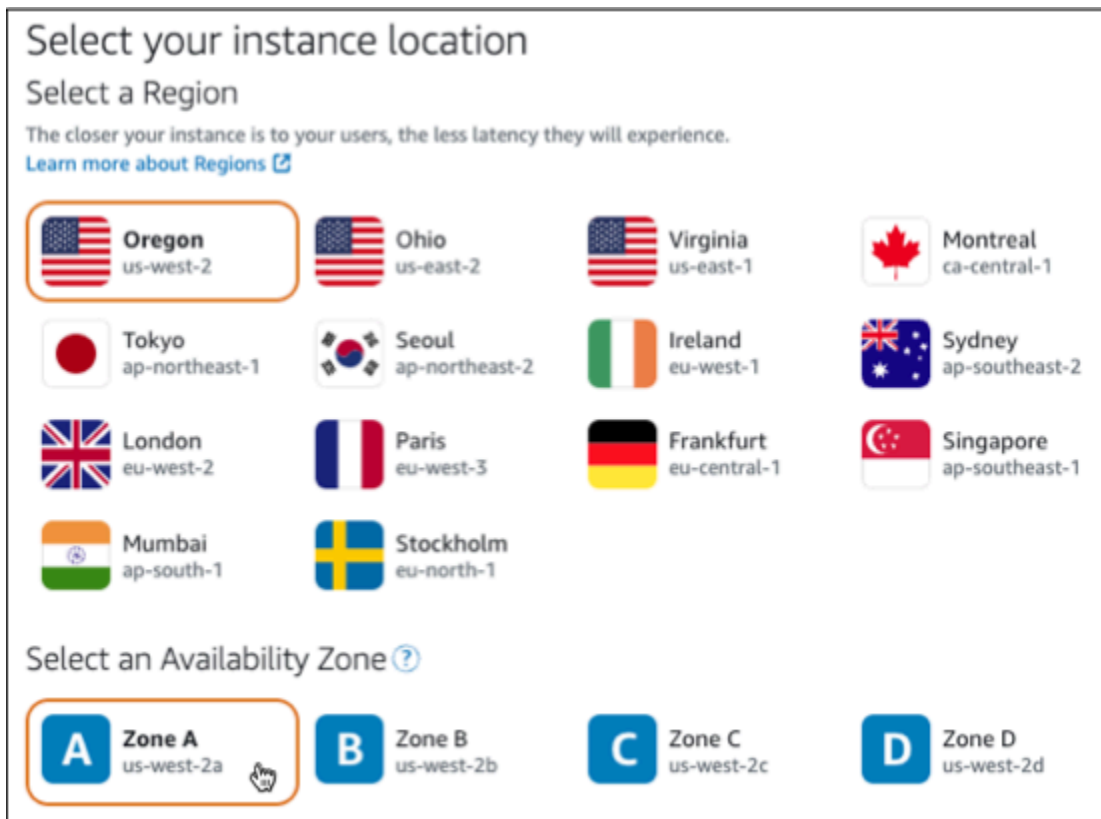 Select your instance location
Select a Region
The closer your instance is to your users, the less latency they will experience.
Learn more about Regions
Oregon
us-west-2
Ohio
us-east-2
Virginia
us-east-1
Montreal
ca-central-1
Tokyo
ap-northeast-1
Seoul
ap-northeast-2
Ireland
eu-west-1
Sydney
ap-southeast-2
London
eu-west-2
Paris
eu-west-3
Frankfurt
eu-central-1
Singapore
ap-southeast-1
Mumbai
ap-south-1
Stockholm
eu-north-1
Select an Availability Zone ?
A
Zone A
us-west-2a
B
Zone B
us-west-2b
C
Zone C
us-west-2c
D
Zone D
us-west-2d